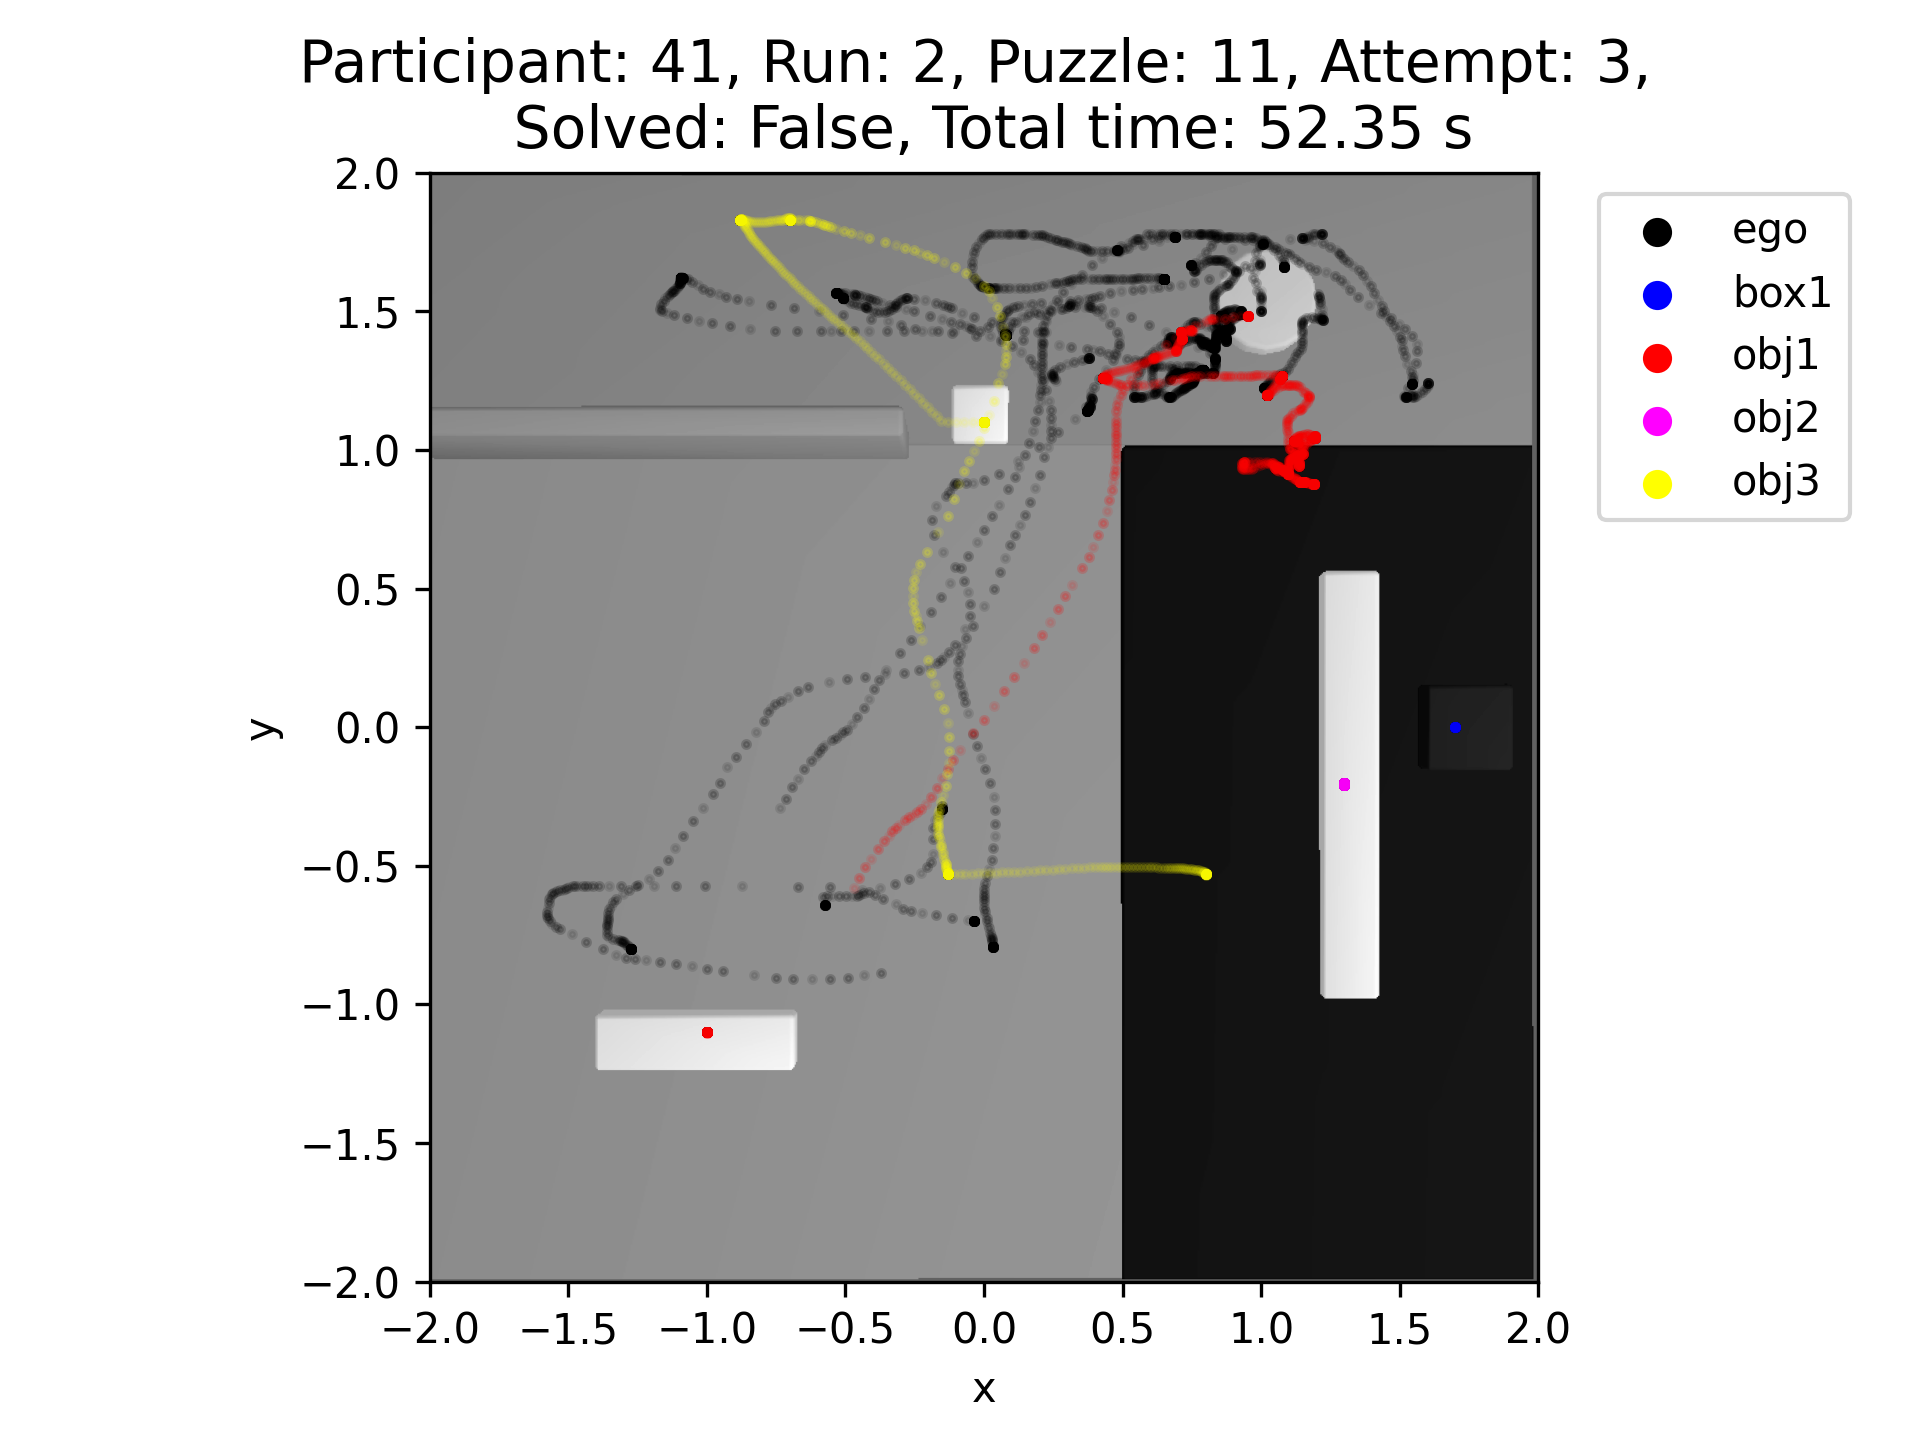 Participant: 41, Run: 2, Puzzle: 11, Attempt: 3,
Solved: False, Total time: 52.35 s
ego
box1
obj1
obj2
obj3
2.0
1.5
1.0
0.5
0.0
−0.5
−1.0
−1.5
−2.0
y
−2.0 −1.5 −1.0 −0.5 0.0 0.5 1.0 1.5 2.0
x